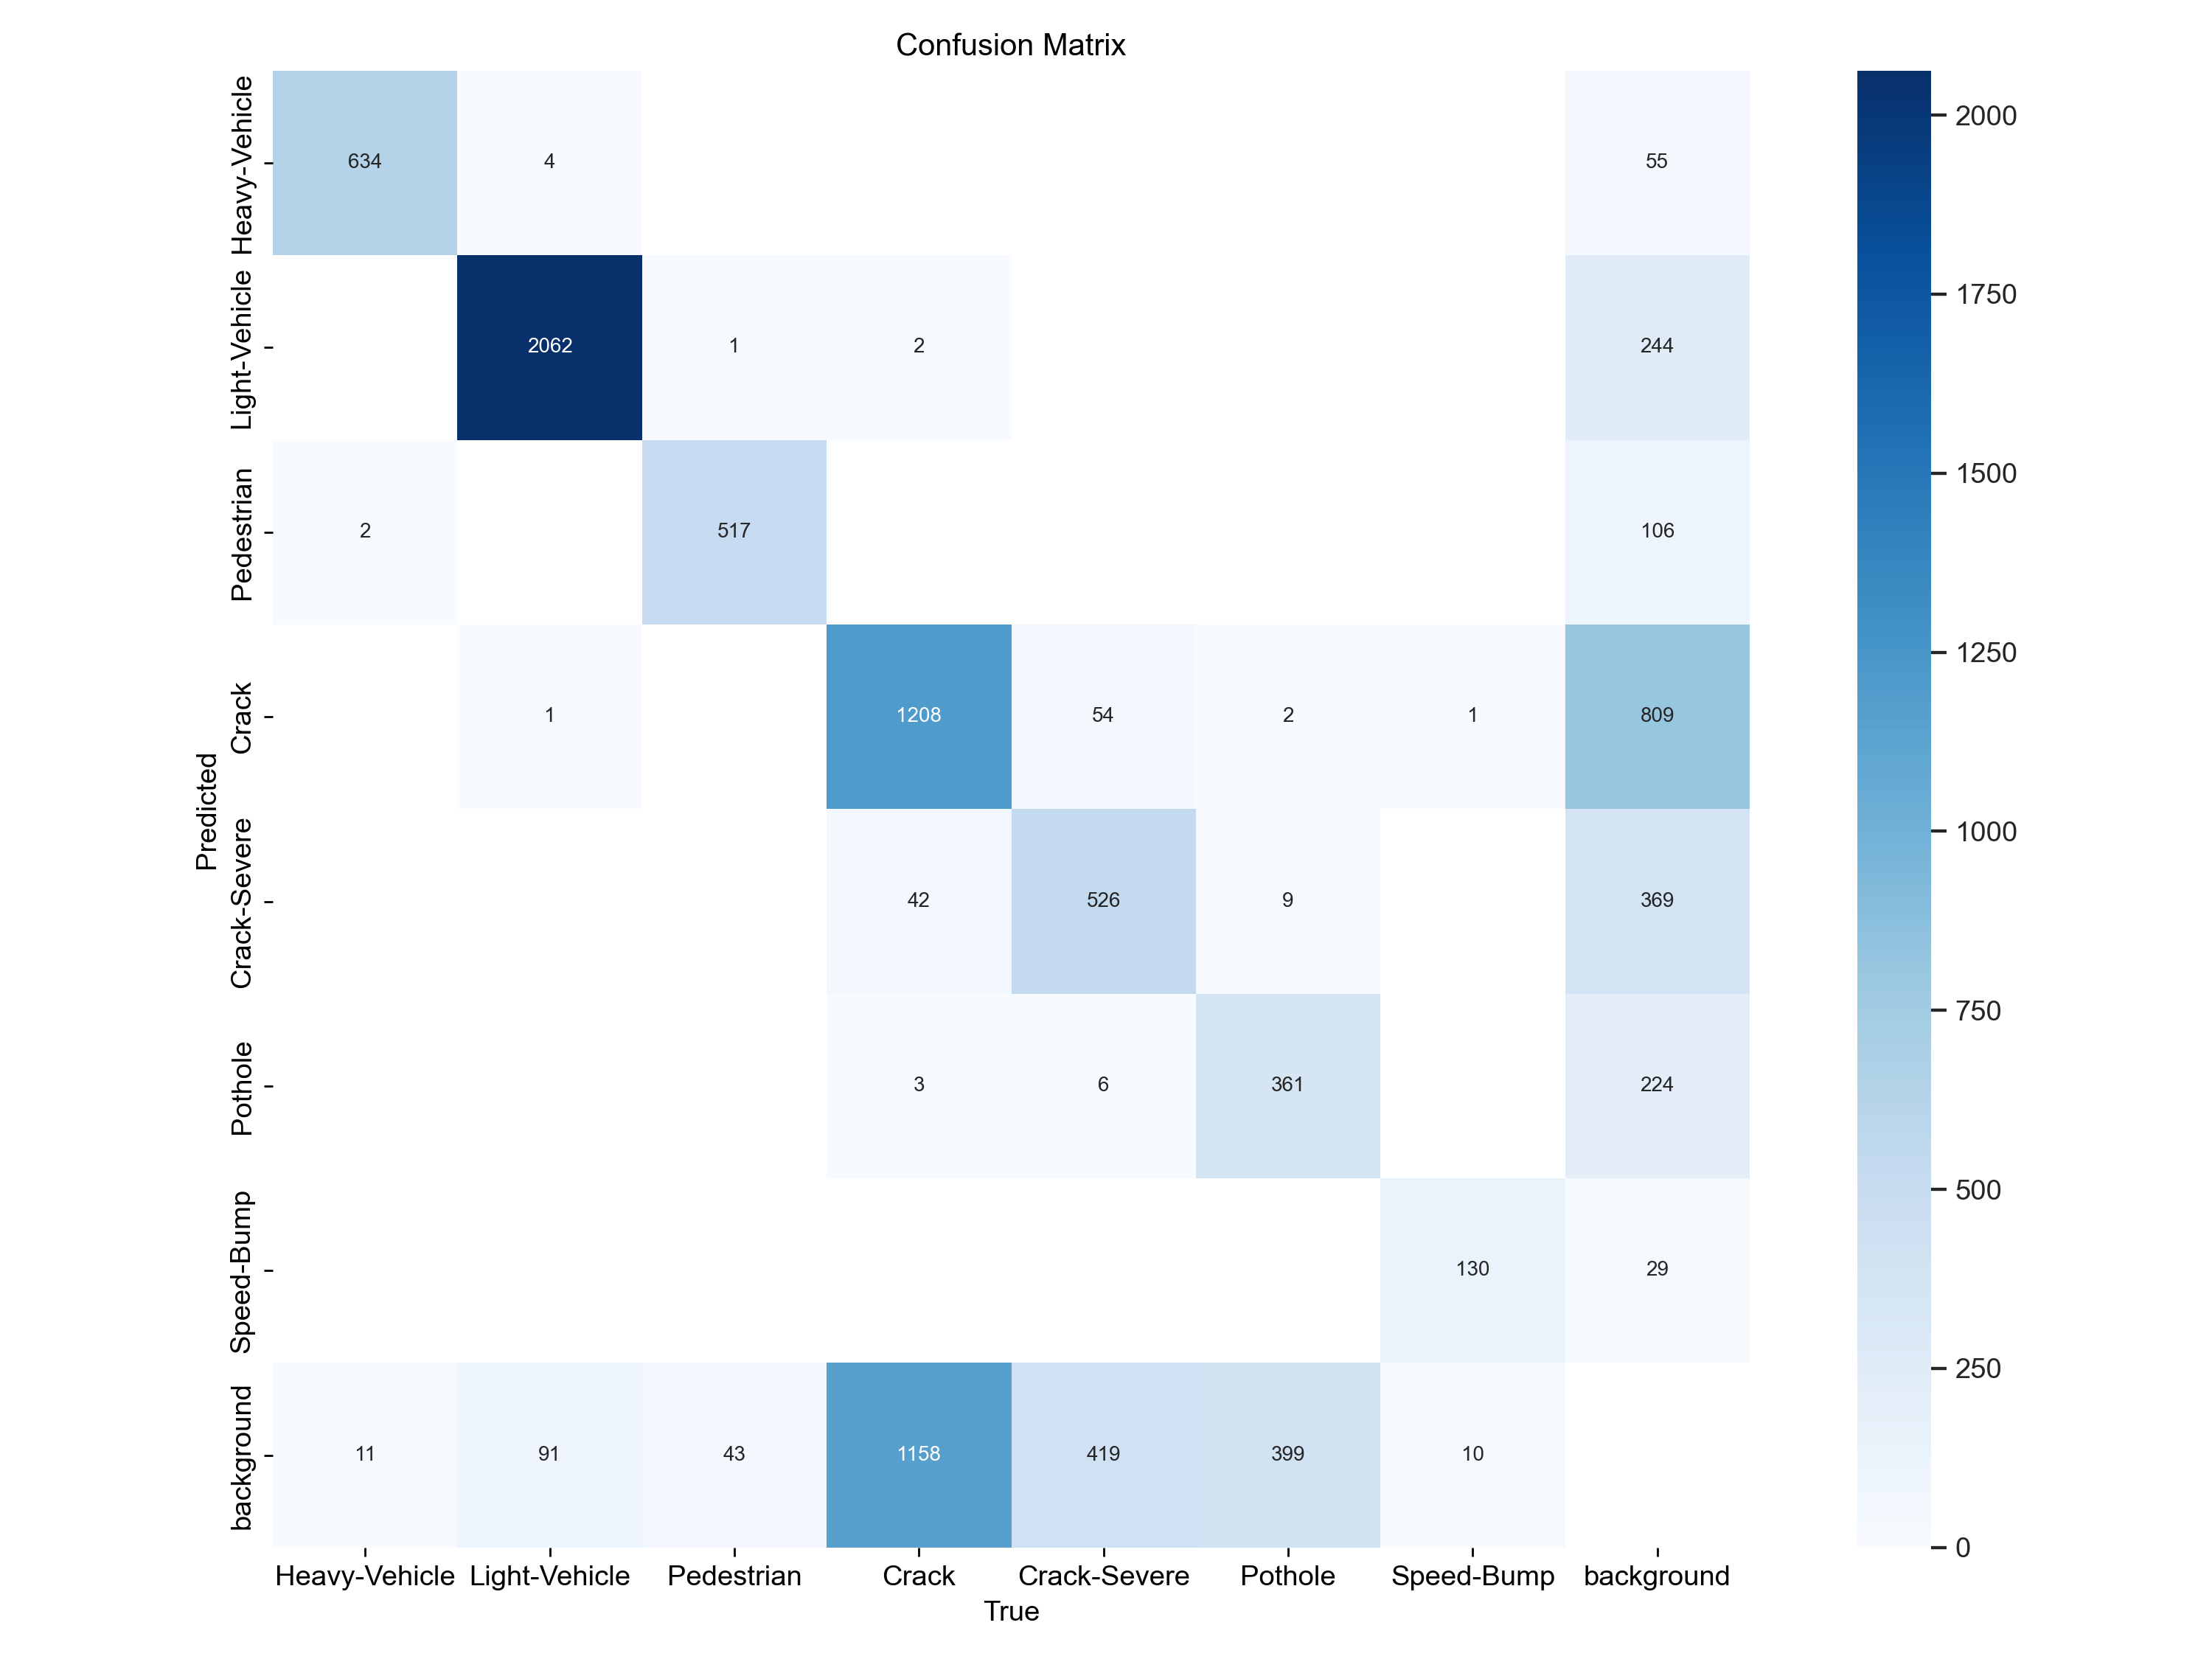 Confusion Matrix
Heavy-Vehicle
634 4 55
Light-Vehicle
2062 1 2 244
Pedestrian
2 517 106
Crack
1 1208 54 2 1 809
Crack-Severe
42 526 9 369
Pothole
3 6 361 224
Speed-Bump
130 29
background
11 91 43 1158 419 399 10
Predicted
Heavy-Vehicle Light-Vehicle Pedestrian Crack Crack-Severe Pothole Speed-Bump background
True
2000
1750
1500
1250
1000
750
500
250
0